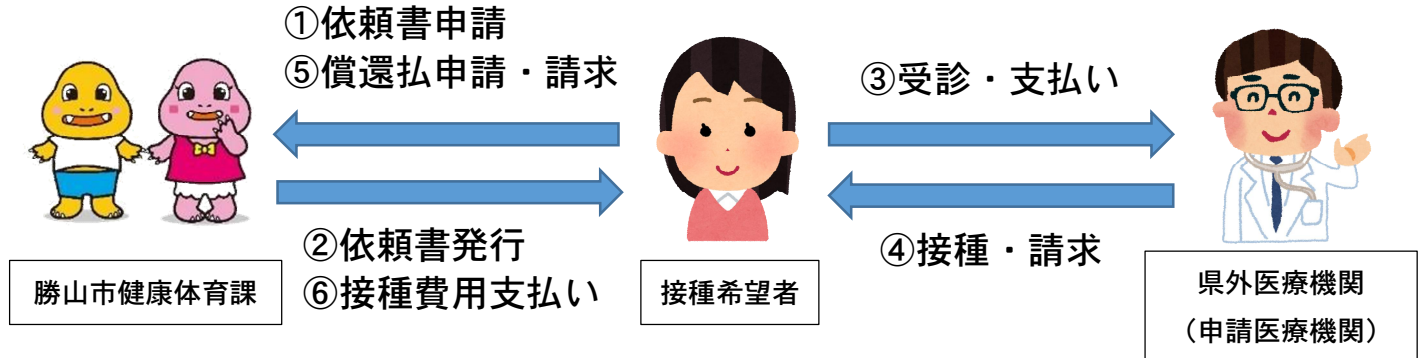 ①依頼書申請
⑤償還払申請・請求
③受診・支払い
②依頼書発行
⑥接種費用支払い
④接種・請求
勝山市健康体育課
接種希望者
県外医療機関
（申請医療機関）